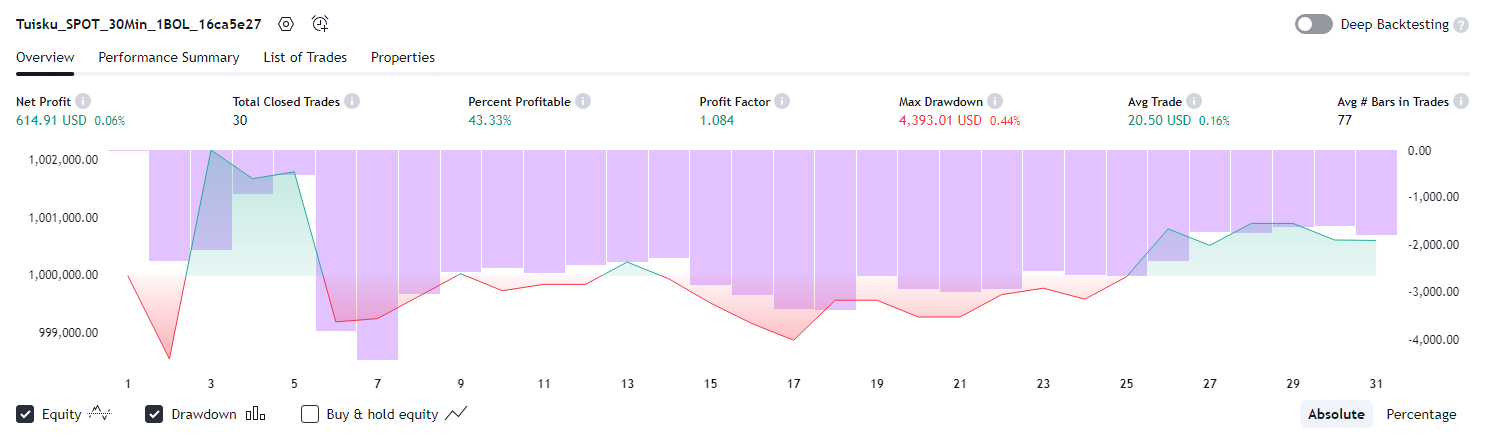 Tuisku_SPOT_30Min_1BOL_16ca5e27
Deep Backtesting ?
Overview Performance Summary List of Trades Properties
Net Profit i Total Closed Trades i Percent Profitable i Profit Factor i Max Drawdown i Avg Trade i Avg # Bars in Trades i
614.91 USD 0.06% 30 43.33% 1.084 4,393.01 USD 0.44% 20.50 USD 0.16% 77
1,002,000.00
1,001,000.00
1,000,000.00
999,000.00
0.00
-1,000.00
-2,000.00
-3,000.00
-4,000.00
1 3 5 7 9 11 13 15 17 19 21 23 25 27 29 31
Equity Drawdown Buy & hold equity Absolute Percentage